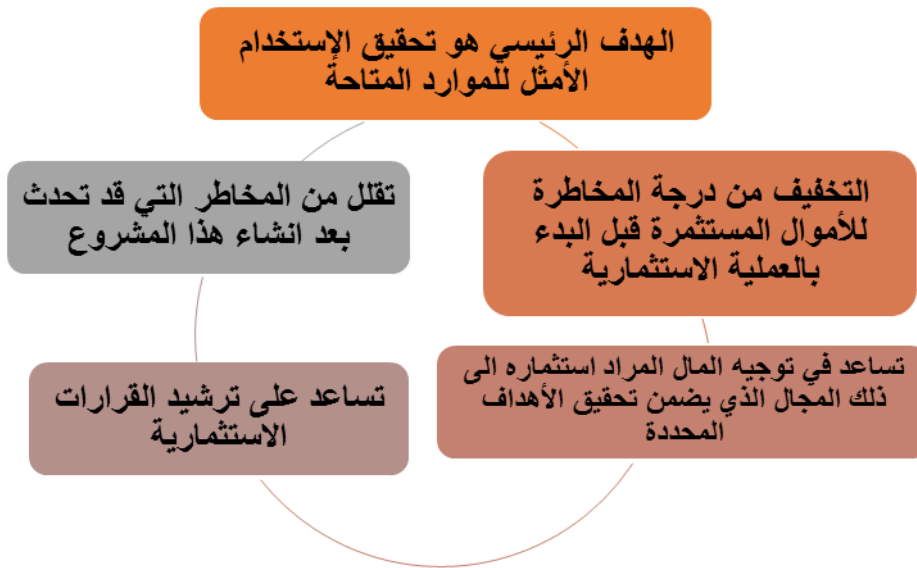 الهدف الرئيسي هو تحقيق الإستخدام
الأمثل للموارد المتاحة
التخفيف من درجة المخاطرة
للأموال المستثمرة قبل البدء
بالعملية الاستثمارية
تساعد في توجيه المال المراد استثماره الى
ذلك المجال الذي يضمن تحقيق الأهداف
المحددة
تساعد على ترشيد القرارات
الاستثمارية
تقلل من المخاطر التي قد تحدث
بعد انشاء هذا المشروع